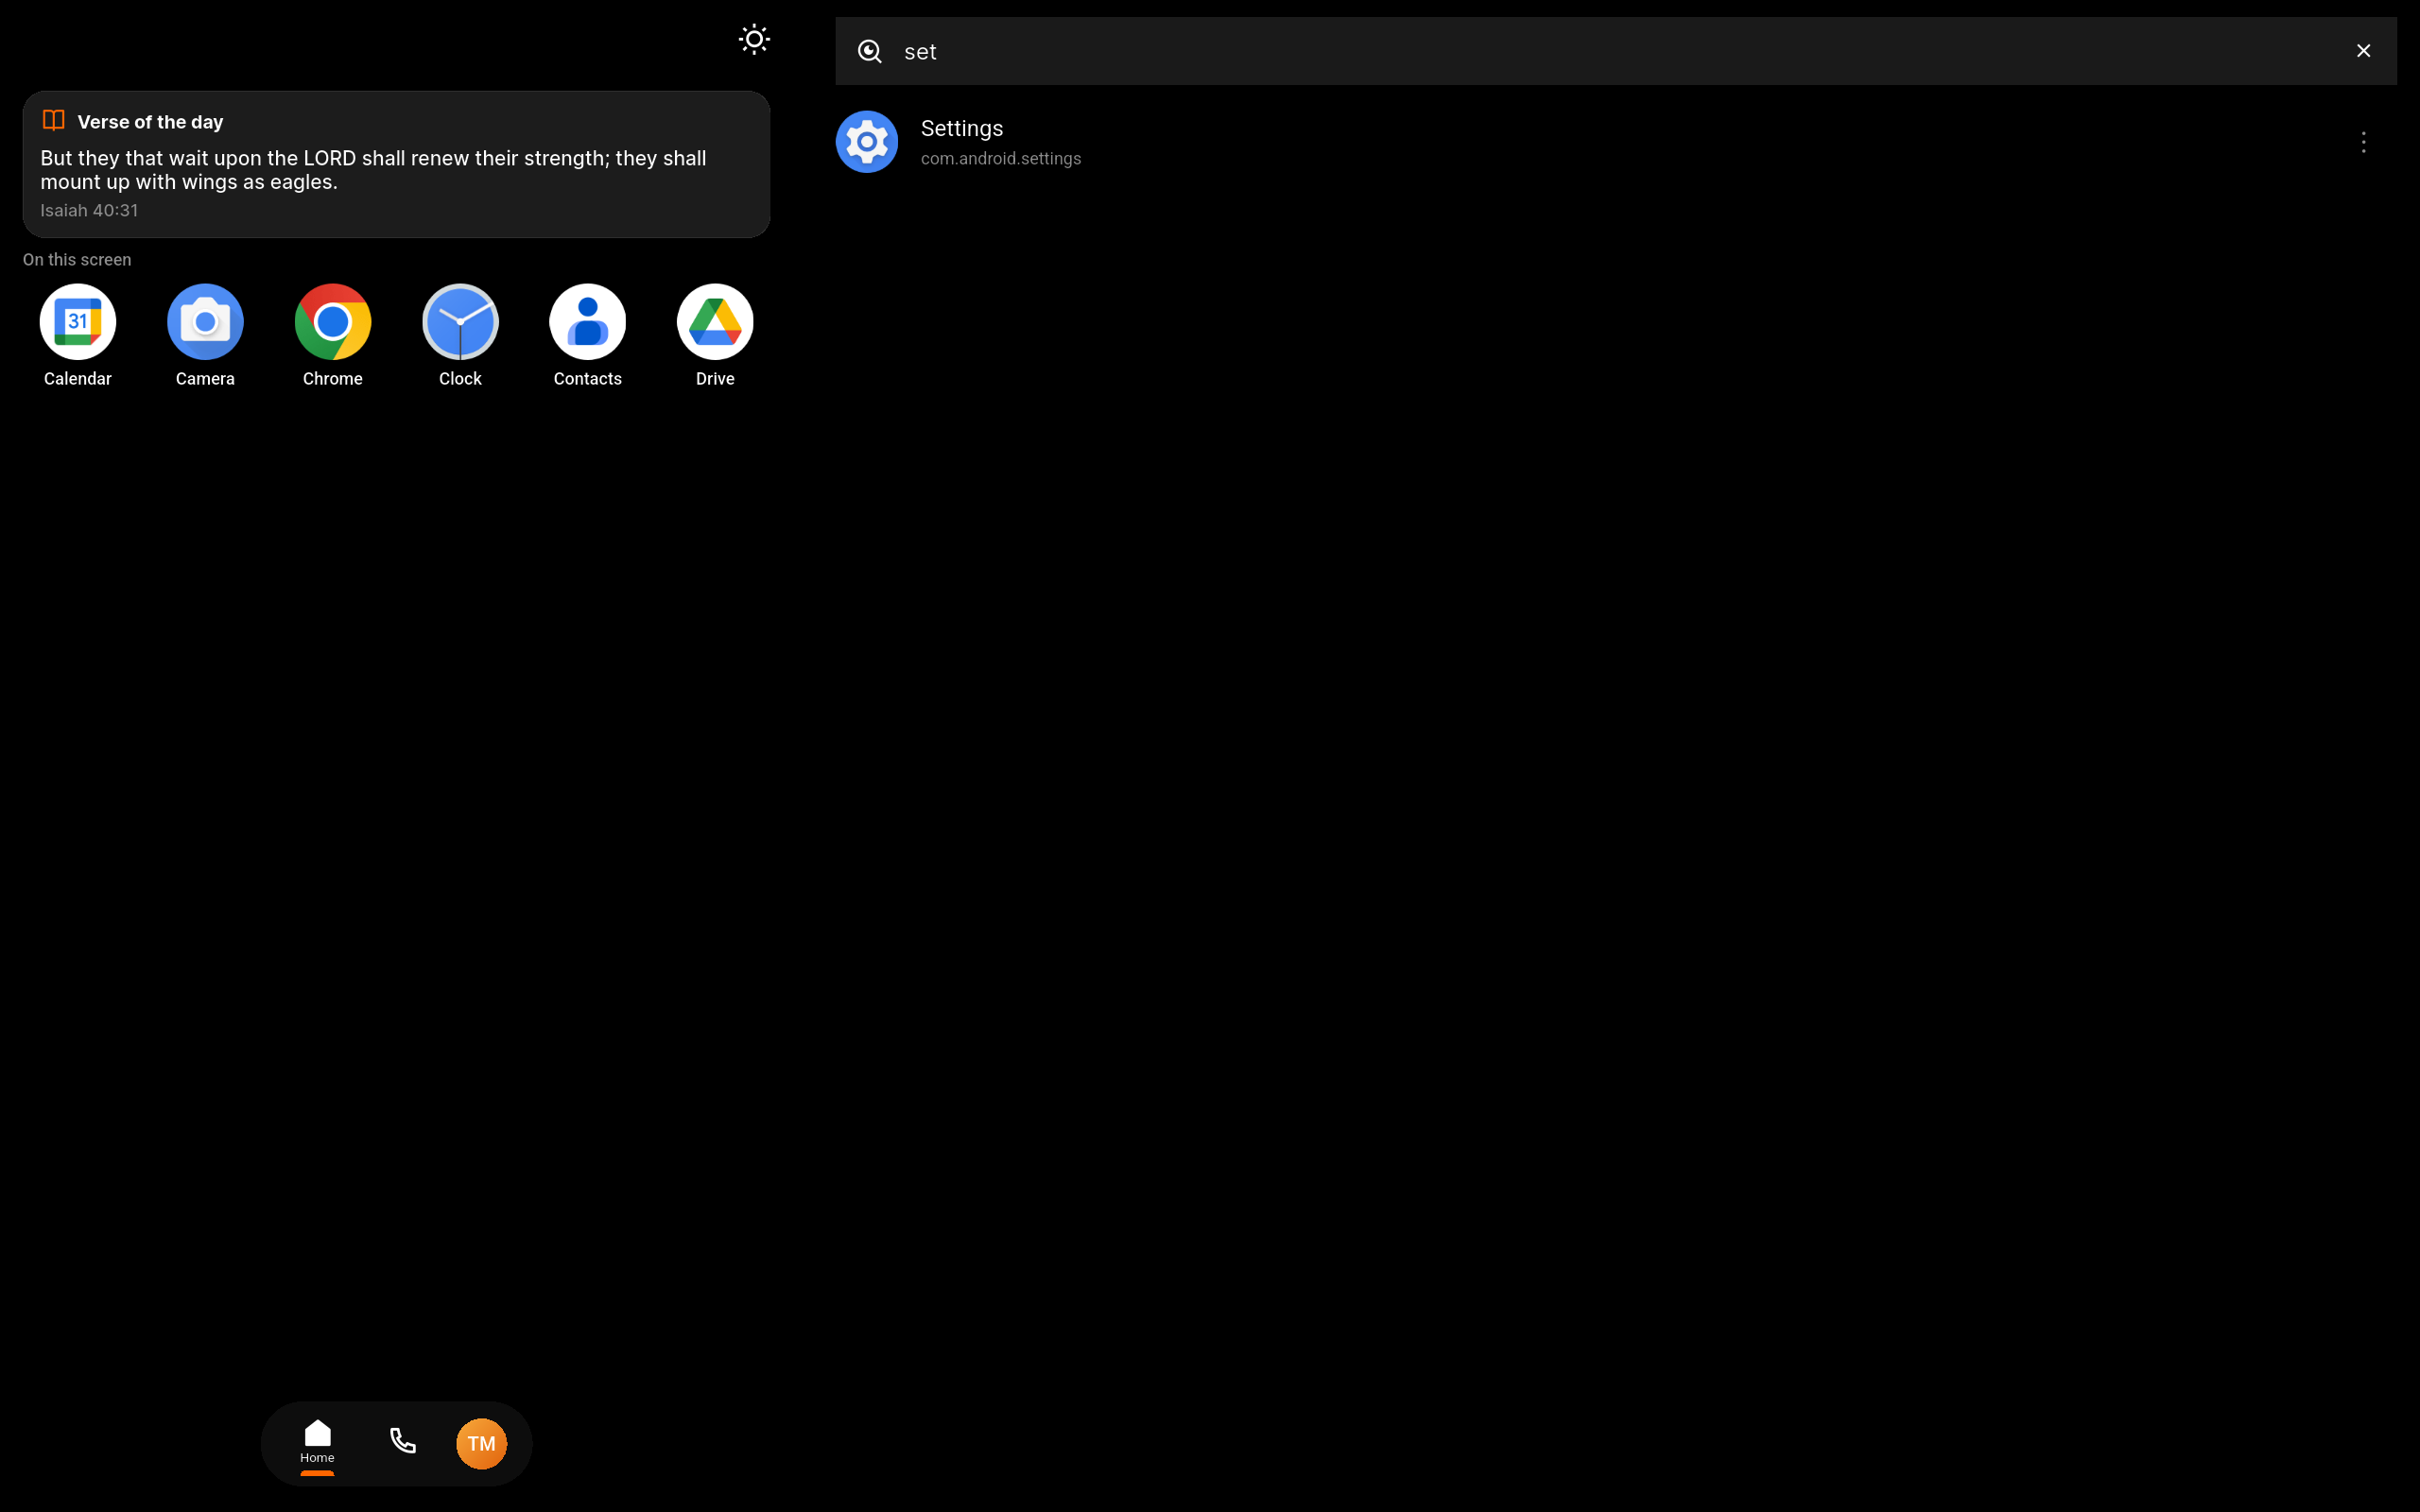 Verse of the day
But they that wait upon the LORD shall renew their strength; they shall
mount up with wings as eagles.
Isaiah 40:31
On this screen
31
Calendar
Camera
Chrome
Clock
Contacts
Drive
Home
TM
set
Settings
com.android.settings